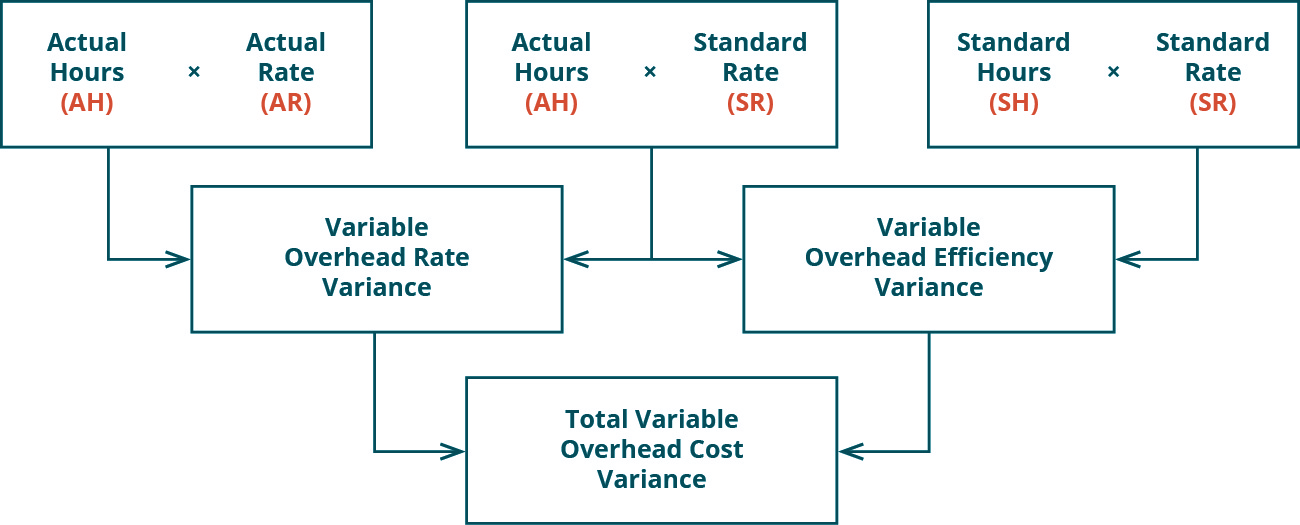 Actual Hours (AH) × Actual Rate (AR)
Actual Hours (AH) × Standard Rate (SR)
Standard Hours (SH) × Standard Rate (SR)
Variable
Overhead Rate
Variance
Variable
Overhead Efficiency
Variance
Total Variable
Overhead Cost
Variance